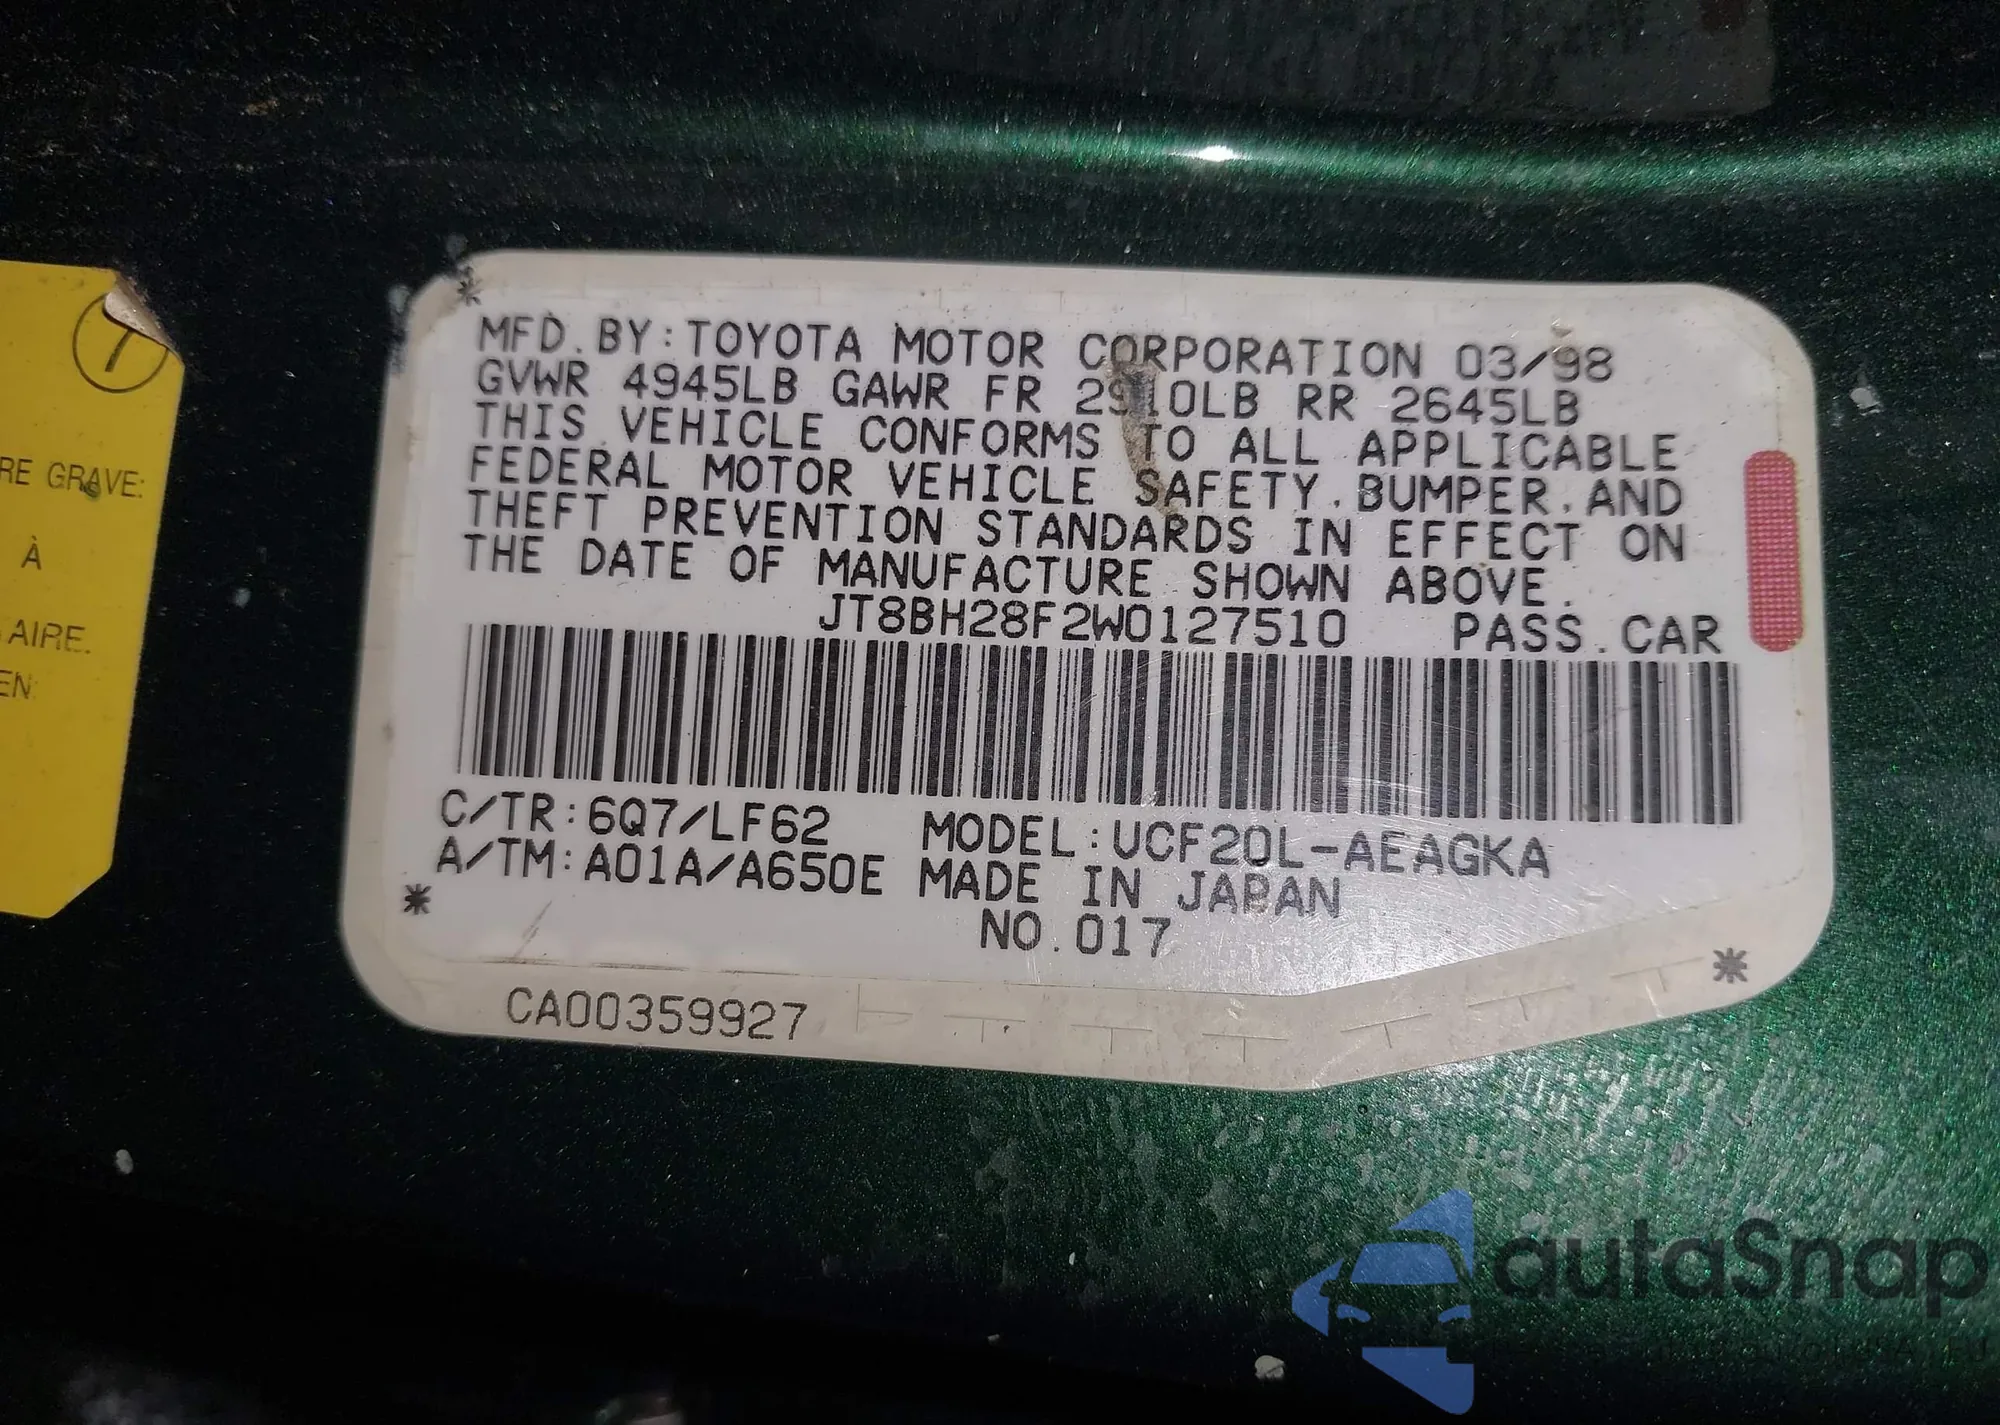 7
RE GRAVE:
À
AIRE.
EN
MFD. BY: TOYOTA MOTOR CORPORATION 03/98
GVWR 4945LB GAWR FR 2910LB RR 2645LB
THIS VEHICLE CONFORMS TO ALL APPLICABLE
FEDERAL MOTOR VEHICLE SAFETY, BUMPER, AND
THEFT PREVENTION STANDARDS IN EFFECT ON
THE DATE OF MANUFACTURE SHOWN ABOVE.
JT8BH28F2W0127510 PASS. CAR
C/TR: 6Q7/LF62 MODEL: UCF20L-AEAGKA
A/TM: A01A/A650E MADE IN JAPAN
NO. 017
CA00359927
autaSnap